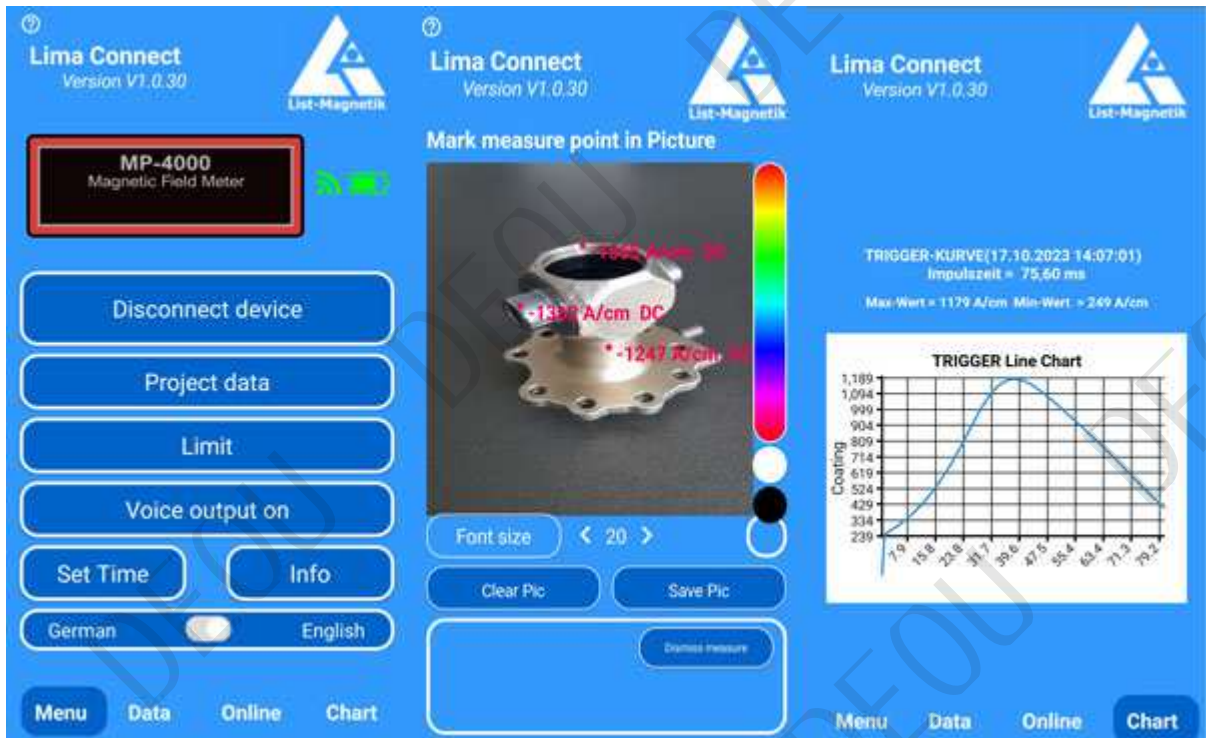 Lima Connect
Version V1.0.30
List-Magnetik
MP-4000
Magnetic Field Meter
Disconnect device
Project data
Limit
Voice output on
Set Time
Info
German
English
Menu
Data
Online
Chart
Lima Connect
Version V1.0.30
List-Magnetik
Mark measure point in Picture
A/cm
A/cm DC
-1247 A/cm
Font size
< 20 >
Clear Pic
Save Pic
Dismiss measure
Lima Connect
Version V1.0.30
List-Magnetik
TRIGGER-KURVE(17.10.2023 14:07:01)
Impulszeit = 75,60 ms
Max-Wert = 1179 A/cm Min-Wert = 249 A/cm
TRIGGER Line Chart
1,189
1,094
999
904
809
714
619
524
429
334
239
Coating
7.9
15.8
23.8
31.7
39.6
47.5
55.4
63.4
71.3
79.2
Menu
Data
Online
Chart
DEQU
DEQU
DEQU
DEQU